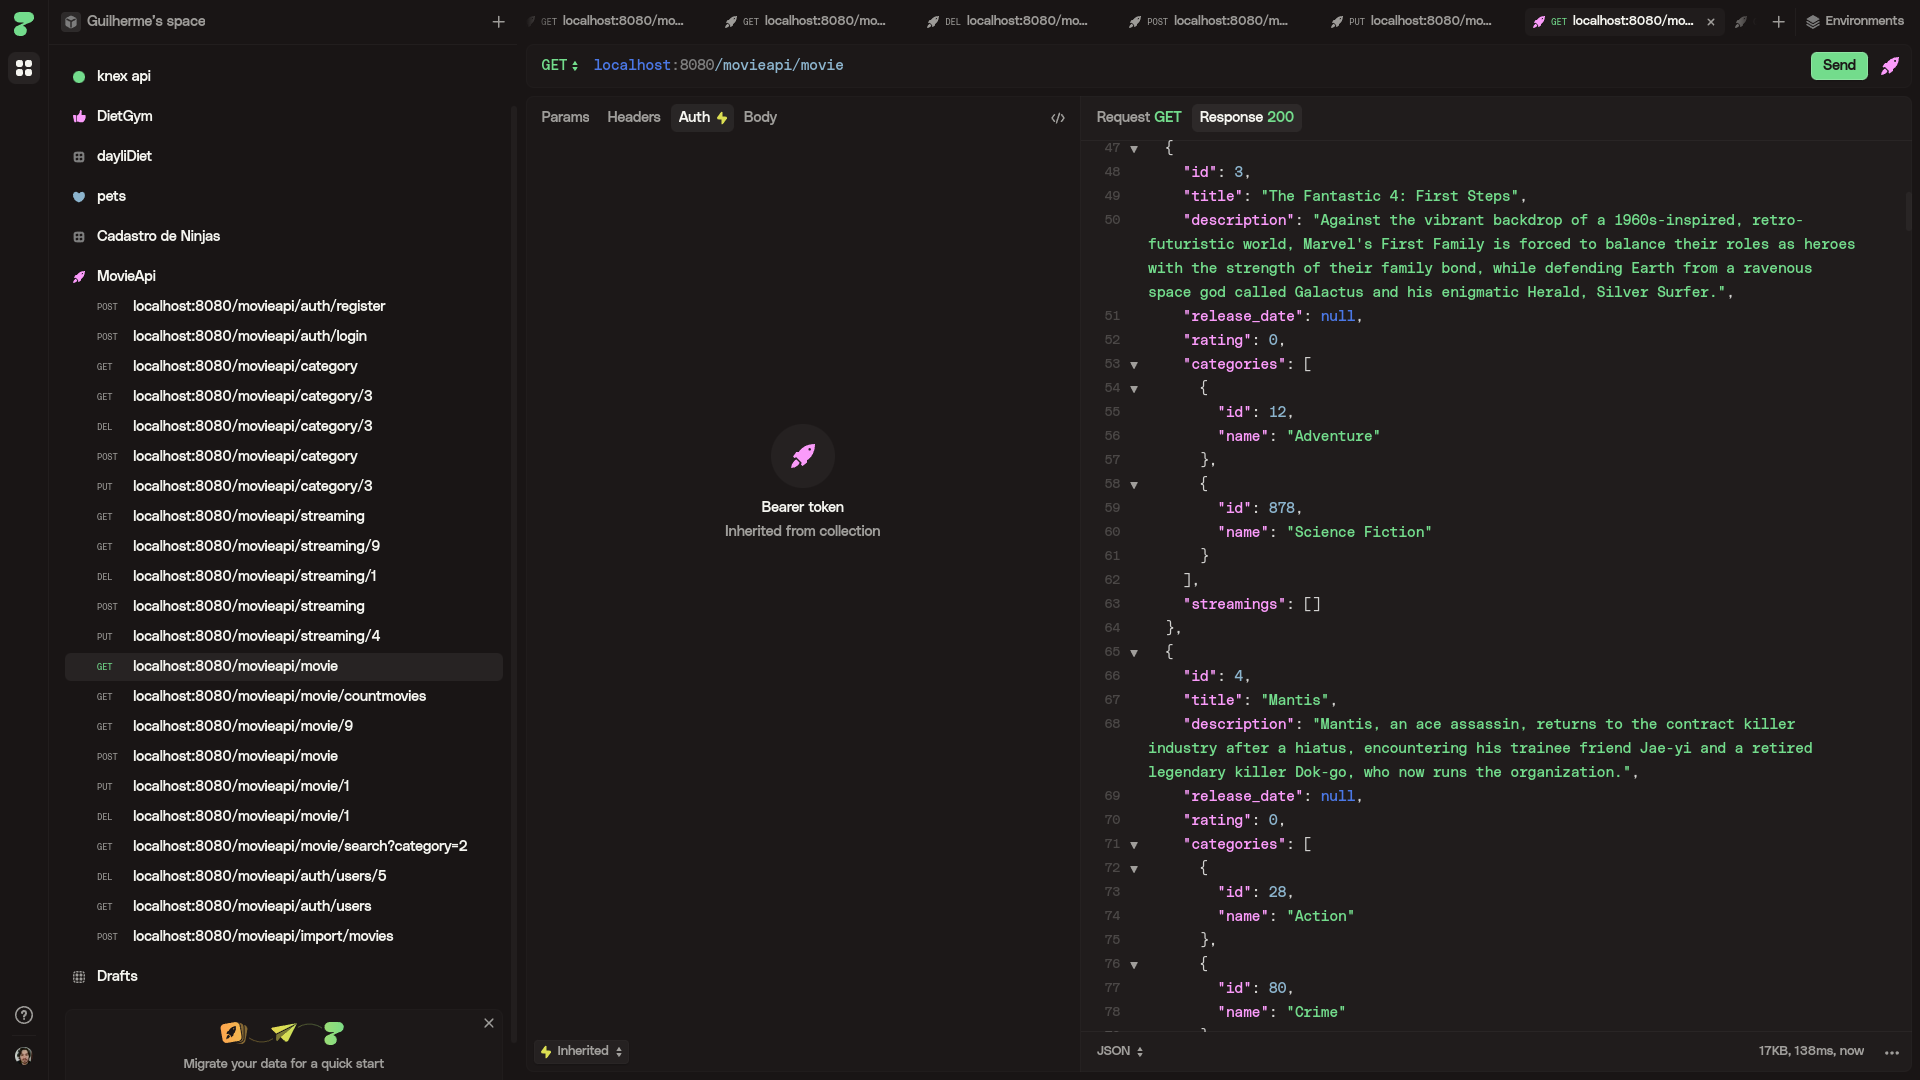 Guilherme's space
GET localhost:8080/mo...
GET localhost:8080/mo...
DEL localhost:8080/mo...
POST localhost:8080/m...
PUT localhost:8080/mo...
GET localhost:8080/mo...
Environments
knex api
DietGym
dayliDiet
pets
Cadastro de Ninjas
MovieApi
POST localhost:8080/movieapi/auth/register
POST localhost:8080/movieapi/auth/login
GET localhost:8080/movieapi/category
GET localhost:8080/movieapi/category/3
DEL localhost:8080/movieapi/category/3
POST localhost:8080/movieapi/category
PUT localhost:8080/movieapi/category/3
GET localhost:8080/movieapi/streaming
GET localhost:8080/movieapi/streaming/9
DEL localhost:8080/movieapi/streaming/1
POST localhost:8080/movieapi/streaming
PUT localhost:8080/movieapi/streaming/4
GET localhost:8080/movieapi/movie
GET localhost:8080/movieapi/movie/countmovies
GET localhost:8080/movieapi/movie/9
POST localhost:8080/movieapi/movie
PUT localhost:8080/movieapi/movie/1
DEL localhost:8080/movieapi/movie/1
GET localhost:8080/movieapi/movie/search?category=2
DEL localhost:8080/movieapi/auth/users/5
GET localhost:8080/movieapi/auth/users
POST localhost:8080/movieapi/import/movies
Drafts
Migrate your data for a quick start
GET localhost:8080/movieapi/movie
Send
Params Headers Auth Body </>
Bearer token
Inherited from collection
Inherited
Request GET Response 200
47 {
48 "id": 3,
49 "title": "The Fantastic 4: First Steps",
50 "description": "Against the vibrant backdrop of a 1960s-inspired, retro-
futuristic world, Marvel's First Family is forced to balance their roles as heroes
with the strength of their family bond, while defending Earth from a ravenous
space god called Galactus and his enigmatic Herald, Silver Surfer.",
51 "release_date": null,
52 "rating": 0,
53 "categories": [
54 {
55 "id": 12,
56 "name": "Adventure"
57 },
58 {
59 "id": 878,
60 "name": "Science Fiction"
61 }
62 ],
63 "streamings": []
64 },
65 {
66 "id": 4,
67 "title": "Mantis",
68 "description": "Mantis, an ace assassin, returns to the contract killer
industry after a hiatus, encountering his trainee friend Jae-yi and a retired
legendary killer Dok-go, who now runs the organization.",
69 "release_date": null,
70 "rating": 0,
71 "categories": [
72 {
73 "id": 28,
74 "name": "Action"
75 },
76 {
77 "id": 80,
78 "name": "Crime"
JSON
17KB, 138ms, now